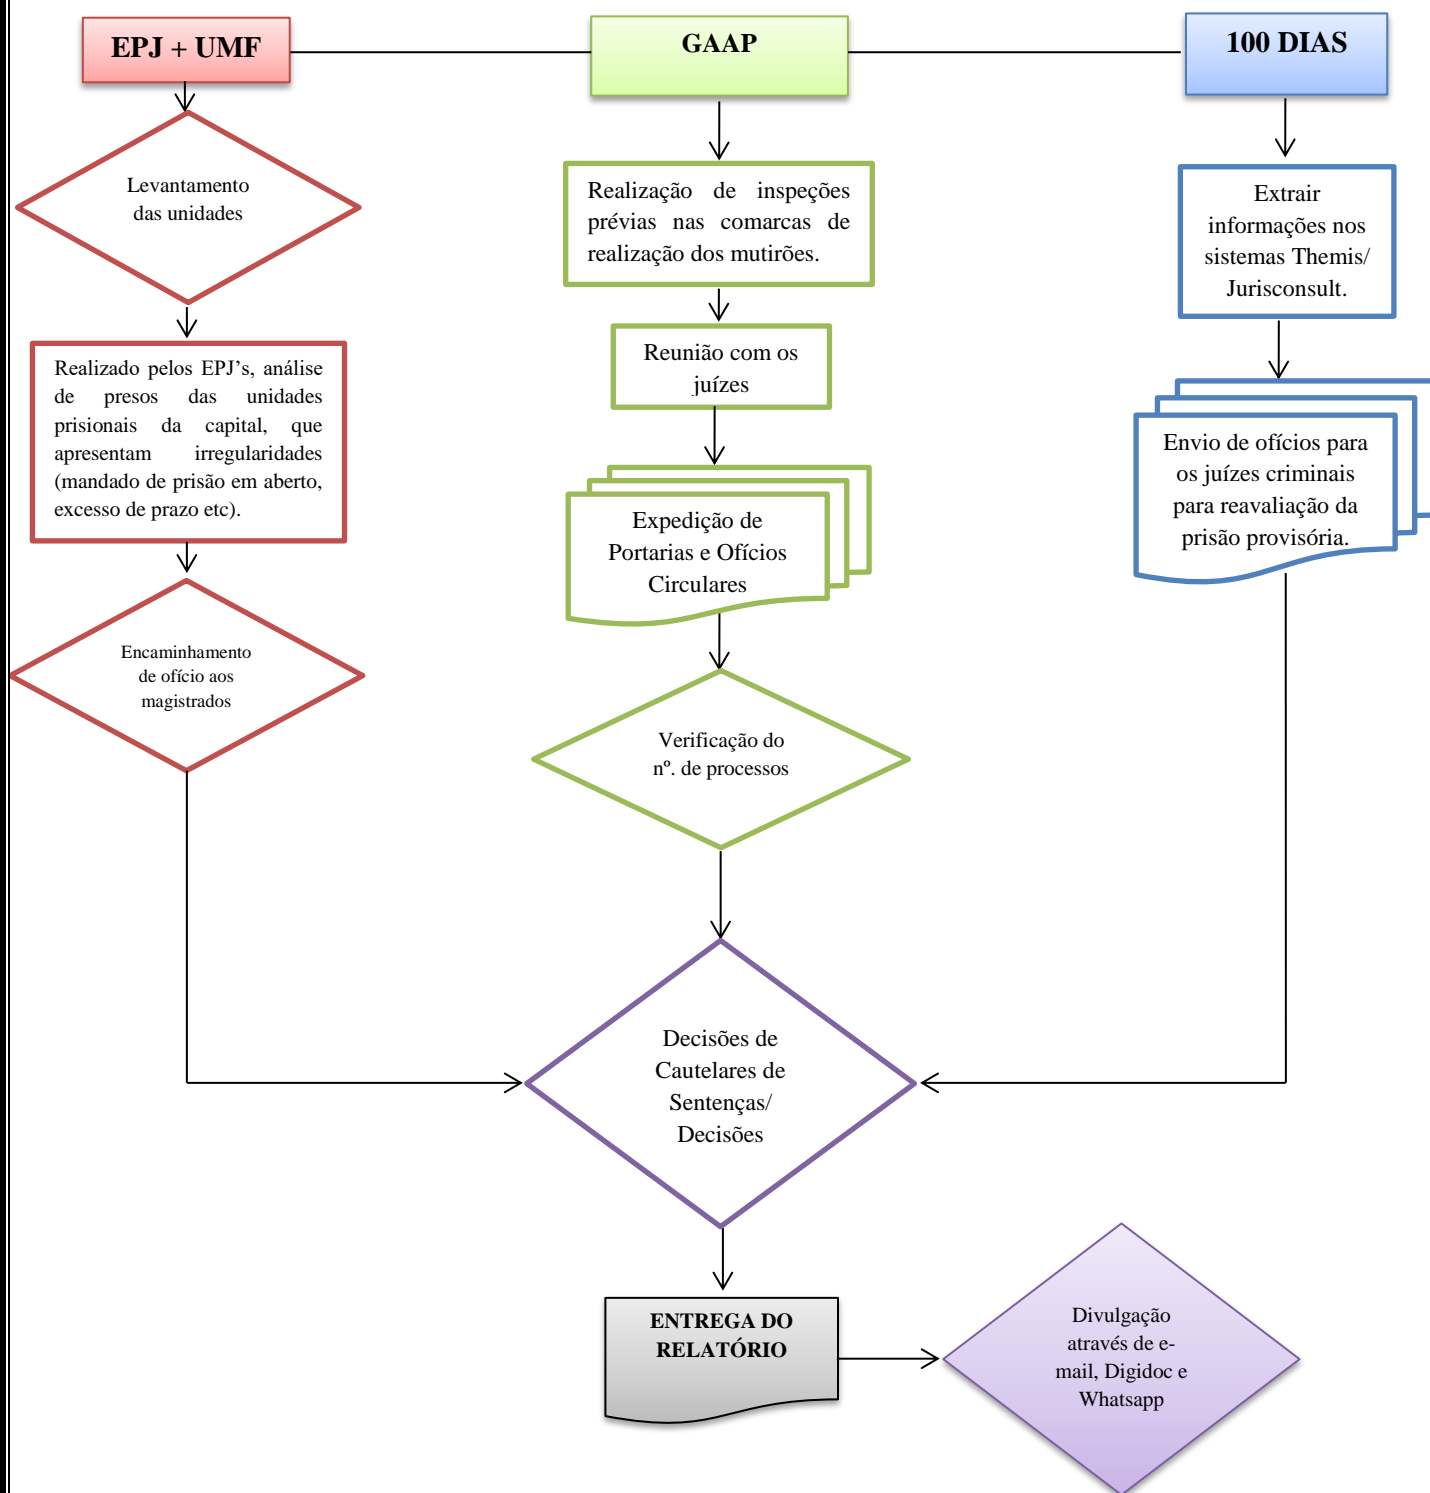 EPJ + UMF
GAAP
100 DIAS
Levantamento
das unidades
Realizado pelos EPJ’s, análise
de presos das unidades
prisionais da capital, que
apresentam irregularidades
(mandado de prisão em aberto,
excesso de prazo etc).
Encaminhamento
de ofício aos
magistrados
Realização de inspeções
prévias nas comarcas de
realização dos mutirões.
Reunião com os
juízes
Expedição de
Portarias e Ofícios
Circulares
Verificação do
nº. de processos
Extrair
informações nos
sistemas Themis/
Jurisconsult.
Envio de ofícios para
os juízes criminais
para reavaliação da
prisão provisória.
Decisões de
Cautelares de
Sentenças/
Decisões
ENTREGA DO
RELATÓRIO
Divulgação
através de e-
mail, Digidoc e
Whatsapp